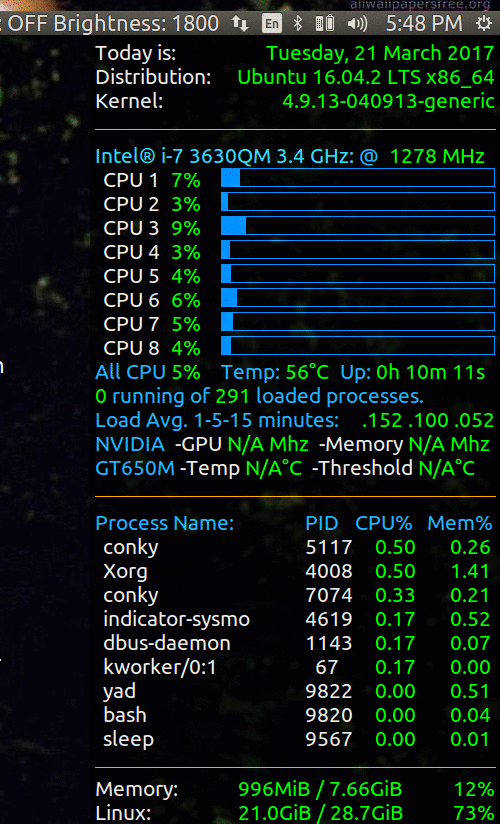 allwallpapersfree.org
: OFF Brightness: 1800 En 5:48 PM
Today is: Tuesday, 21 March 2017
Distribution: Ubuntu 16.04.2 LTS x86_64
Kernel: 4.9.13-040913-generic
Intel® i-7 3630QM 3.4 GHz: @ 1278 MHz
CPU 1 7%
CPU 2 3%
CPU 3 9%
CPU 4 3%
CPU 5 4%
CPU 6 6%
CPU 7 5%
CPU 8 4%
All CPU 5% Temp: 56°C Up: 0h 10m 11s
0 running of 291 loaded processes.
Load Avg. 1-5-15 minutes: .152 .100 .052
NVIDIA -GPU N/A Mhz -Memory N/A Mhz
GT650M -Temp N/A°C -Threshold N/A°C
Process Name: PID CPU% Mem%
conky 5117 0.50 0.26
Xorg 4008 0.50 1.41
conky 7074 0.33 0.21
indicator-sysmo 4619 0.17 0.52
dbus-daemon 1143 0.17 0.07
kworker/0:1 67 0.17 0.00
yad 9822 0.00 0.51
bash 9820 0.00 0.04
sleep 9567 0.00 0.01
Memory: 996MiB / 7.66GiB 12%
Linux: 21.0GiB / 28.7GiB 73%